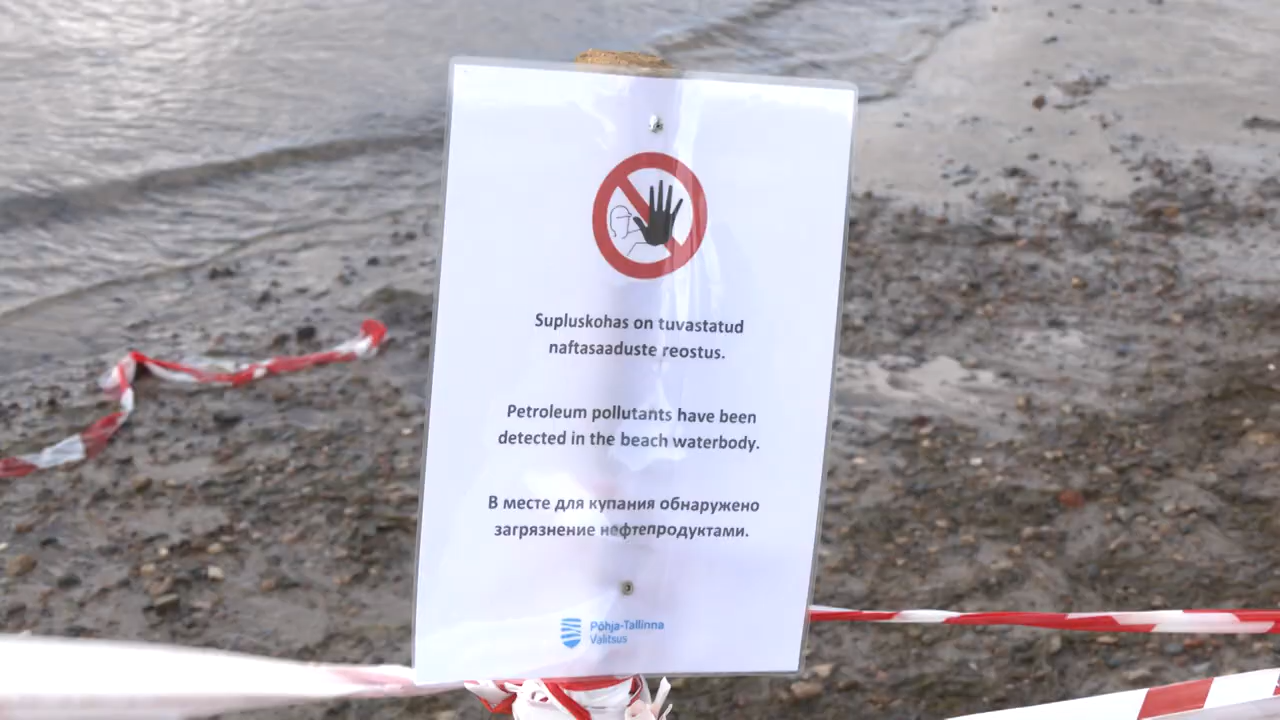 Supluskohas on tuvastatud
naftasaaduste reostus.
Petroleum pollutants have been
detected in the beach waterbody.
В месте для купания обнаружено
загрязнение нефтепродуктами.
Põhja-Tallinna
Valitsus